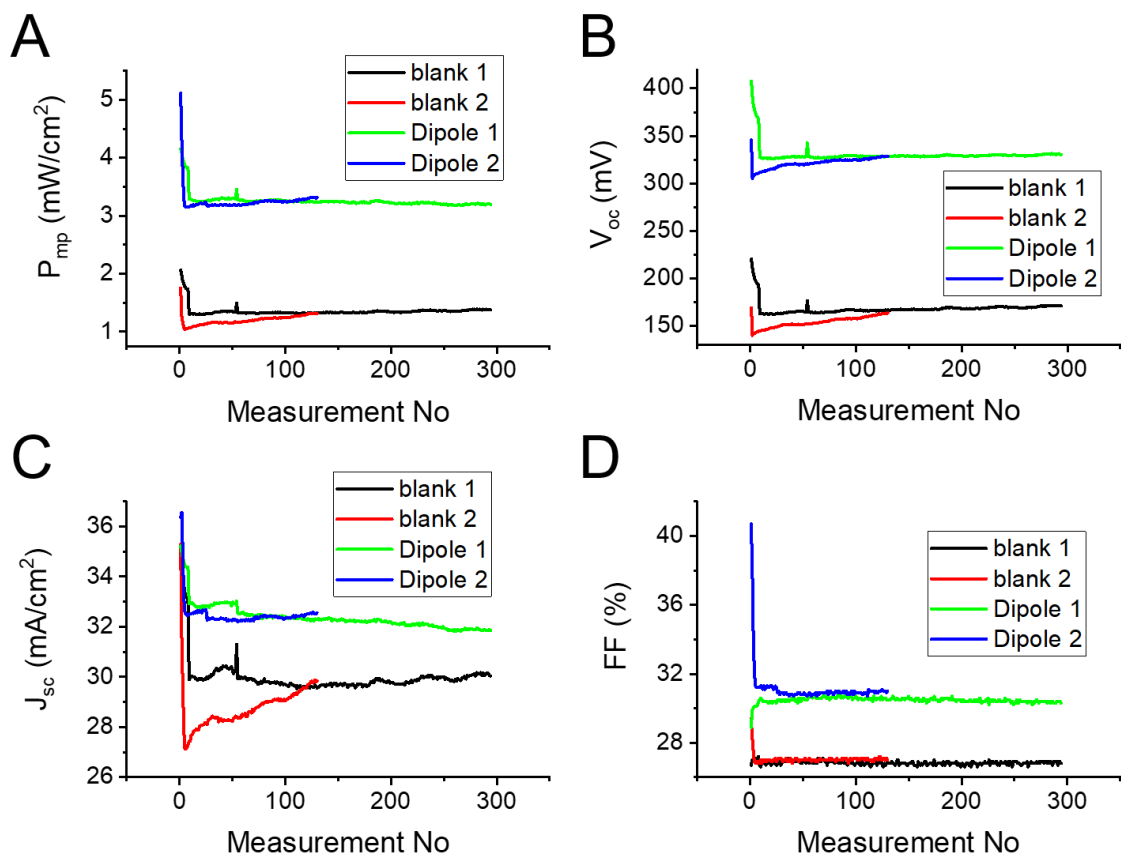 A
P_mp (mW/cm²)
5
4
3
2
1
blank 1
blank 2
Dipole 1
Dipole 2
0
100
200
300
Measurement No
B
V_oc (mV)
400
350
300
250
200
150
blank 1
blank 2
Dipole 1
Dipole 2
0
100
200
300
Measurement No
C
J_sc (mA/cm²)
36
34
32
30
28
26
blank 1
blank 2
Dipole 1
Dipole 2
0
100
200
300
Measurement No
D
FF (%)
40
36
32
28
blank 1
blank 2
Dipole 1
Dipole 2
0
100
200
300
Measurement No